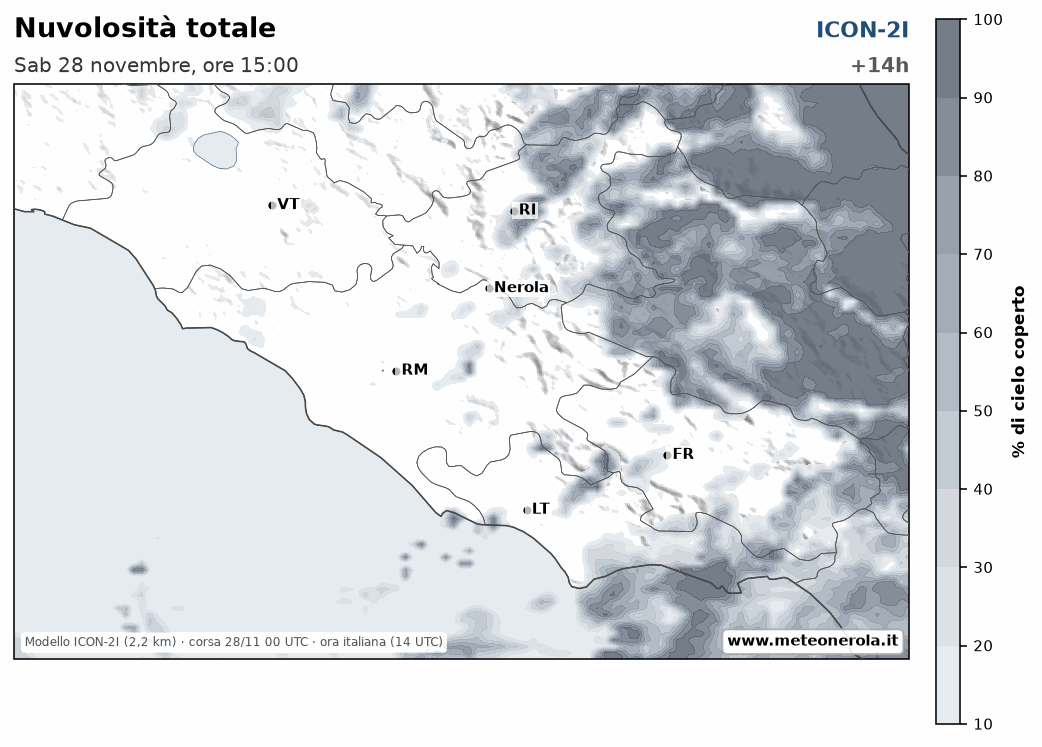 Nuvolosità totale
ICON-2I
Sab 28 novembre, ore 15:00
+14h
100
90
80
70
60
50
40
30
20
10
% di cielo coperto
VT
RI
Nerola
RM
FR
LT
Modello ICON-2I (2,2 km) · corsa 28/11 00 UTC · ora italiana (14 UTC)
www.meteonerola.it